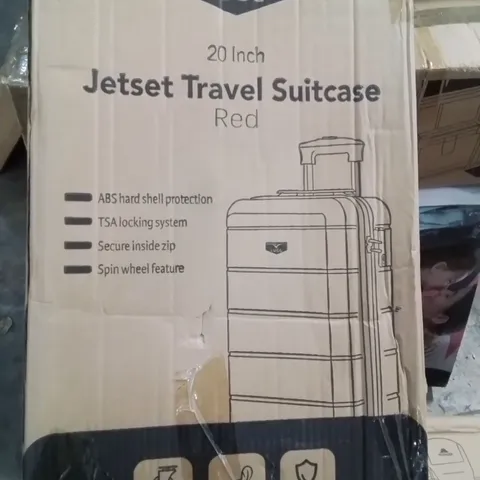 20 Inch
Jetset Travel Suitcase
Red
ABS hard shell protection
TSA locking system
Secure inside zip
Spin wheel feature